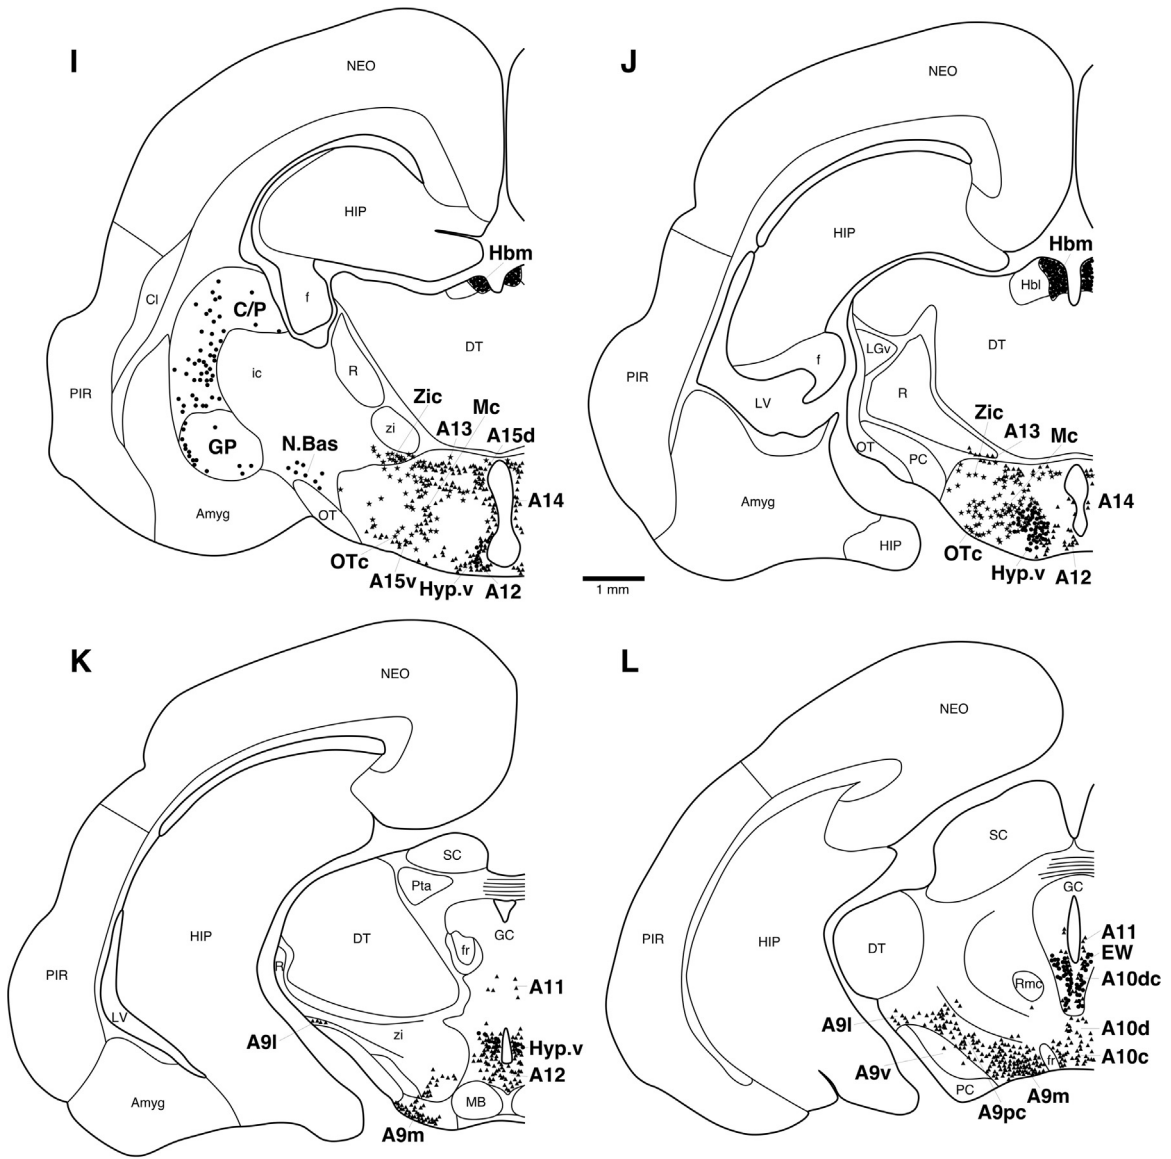 I
NEO
HIP
Hbm
Cl
C/P
f
DT
ic
R
PIR
Zic
Mc
zi
A13
A15d
GP
N.Bas
A14
Amyg
OT
OTc
A15v
Hyp.v
A12
J
NEO
HIP
Hbm
Hbl
LGv
DT
f
PIR
R
LV
Zic
A13
Mc
OT
PC
Amyg
A14
HIP
OTc
Hyp.v
A12
1 mm
K
NEO
SC
Pta
HIP
DT
GC
fr
PIR
R
A11
LV
zi
A9l
Hyp.v
A12
Amyg
MB
A9m
L
NEO
SC
GC
PIR
HIP
DT
A11
EW
Rmc
A10dc
A9l
A10d
fr
A10c
A9v
PC
A9m
A9pc